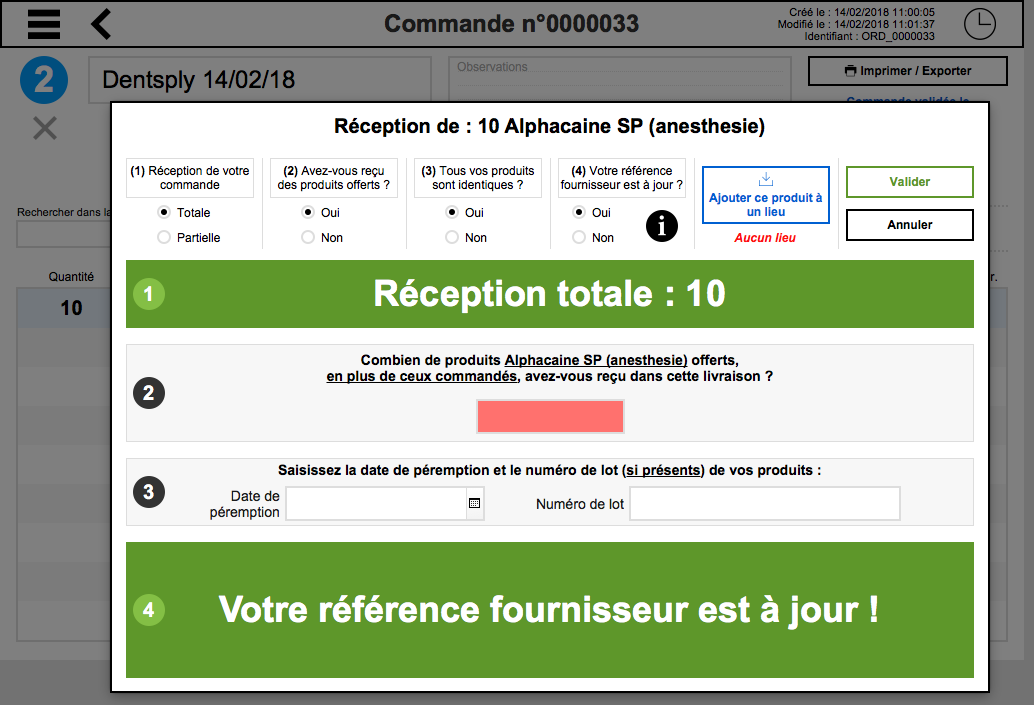 Commande n°0000033
Créé le : 14/02/2018 11:00:05
Modifié le : 14/02/2018 11:01:37
Identifiant : ORD_0000033
2
Dentsply 14/02/18
Observations
Imprimer / Exporter
Commande validée le
Réception de : 10 Alphacaine SP (anesthesie)
(1) Réception de votre
commande
Totale
Partielle
(2) Avez-vous reçu
des produits offerts ?
Oui
Non
(3) Tous vos produits
sont identiques ?
Oui
Non
(4) Votre référence
fournisseur est à jour ?
Oui
Non
i
Ajouter ce produit à
un lieu
Aucun lieu
Valider
Annuler
Rechercher dans la
Quantité
r.
10
1
Réception totale : 10
2
Combien de produits Alphacaine SP (anesthesie) offerts,
en plus de ceux commandés, avez-vous reçu dans cette livraison ?
3
Saisissez la date de péremption et le numéro de lot (si présents) de vos produits :
Date de
péremption
Numéro de lot
4
Votre référence fournisseur est à jour !